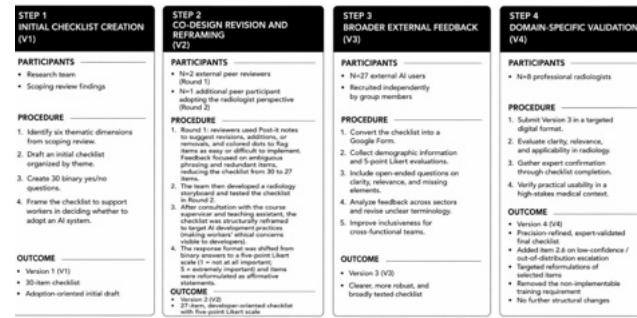 STEP 1
INITIAL CHECKLIST CREATION
(V1)
PARTICIPANTS
• Research team
• Scoping review findings
PROCEDURE
1. Identify six thematic dimensions
from scoping review.
2. Draft an initial checklist
organized by theme.
3. Create 30 binary yes/no
questions.
4. Frame the checklist to support
workers in deciding whether to
adopt an AI system.
OUTCOME
• Version 1 (V1)
• 30-item checklist
• Adoption-oriented initial draft
STEP 2
CO-DESIGN REVISION AND
REFRAMING
(V2)
PARTICIPANTS
• N=2 external peer reviewers
(Round 1)
• N=1 additional peer participant
adopting the radiologist perspective
(Round 2)
PROCEDURE
1. Round 1: reviewers used Post-it notes
to suggest revisions, additions, or
removals, and colored dots to flag
items as easy or difficult to implement.
Feedback focused on ambiguous
phrasing and redundant items,
reducing the checklist from 30 to 27
items.
2. The team then developed a radiology
storyboard and tested the checklist
in Round 2.
3. After consultation with the course
supervisor and teaching assistant, the
checklist was structurally reframed
to target AI development practices
(making workers' ethical concerns
visible to developers).
4. The response format was shifted from
binary answers to a five-point Likert
scale (1 = not at all important;
5 = extremely important) and items
were reformulated as affirmative
statements.
OUTCOME
• Version 2 (V2)
• 27-item, developer-oriented checklist
with five-point Likert scale
STEP 3
BROADER EXTERNAL FEEDBACK
(V3)
PARTICIPANTS
• N=27 external AI users
• Recruited independently
by group members
PROCEDURE
1. Convert the checklist into a
Google Form.
2. Collect demographic information
and 5-point Likert evaluations.
3. Include open-ended questions on
clarity, relevance, and missing
elements.
4. Analyze feedback across sectors
and revise unclear terminology.
5. Improve inclusiveness for
cross-functional teams.
OUTCOME
• Version 3 (V3)
• Clearer, more robust, and
broadly tested checklist
STEP 4
DOMAIN-SPECIFIC VALIDATION
(V4)
PARTICIPANTS
• N=8 professional radiologists
PROCEDURE
1. Submit Version 3 in a targeted
digital format.
2. Evaluate clarity, relevance,
and applicability in radiology.
3. Gather expert confirmation
through checklist completion.
4. Verify practical usability in a
high-stakes medical context.
OUTCOME
• Version 4 (V4)
• Precision-refined, expert-validated
final checklist
• Added item 2.6 on low-confidence /
out-of-distribution escalation
• Targeted reformulations of
selected items
• Removed the non-implementable
training requirement
• No further structural changes